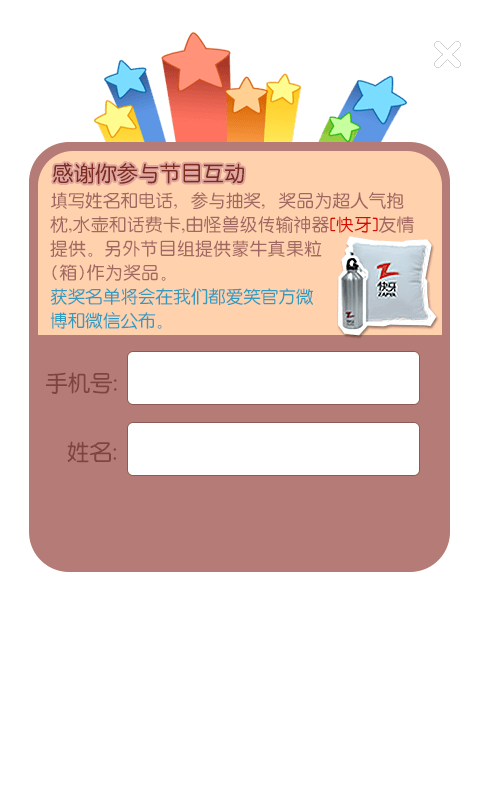 感谢你参与节目互动
填写姓名和电话，参与抽奖，奖品为超人气抱
枕,水壶和话费卡,由怪兽级传输神器[快牙]友情
提供。另外节目组提供蒙牛真果粒
(箱)作为奖品。
快牙
ZAPYA
获奖名单将会在我们都爱笑官方微
博和微信公布。
手机号:
姓名: